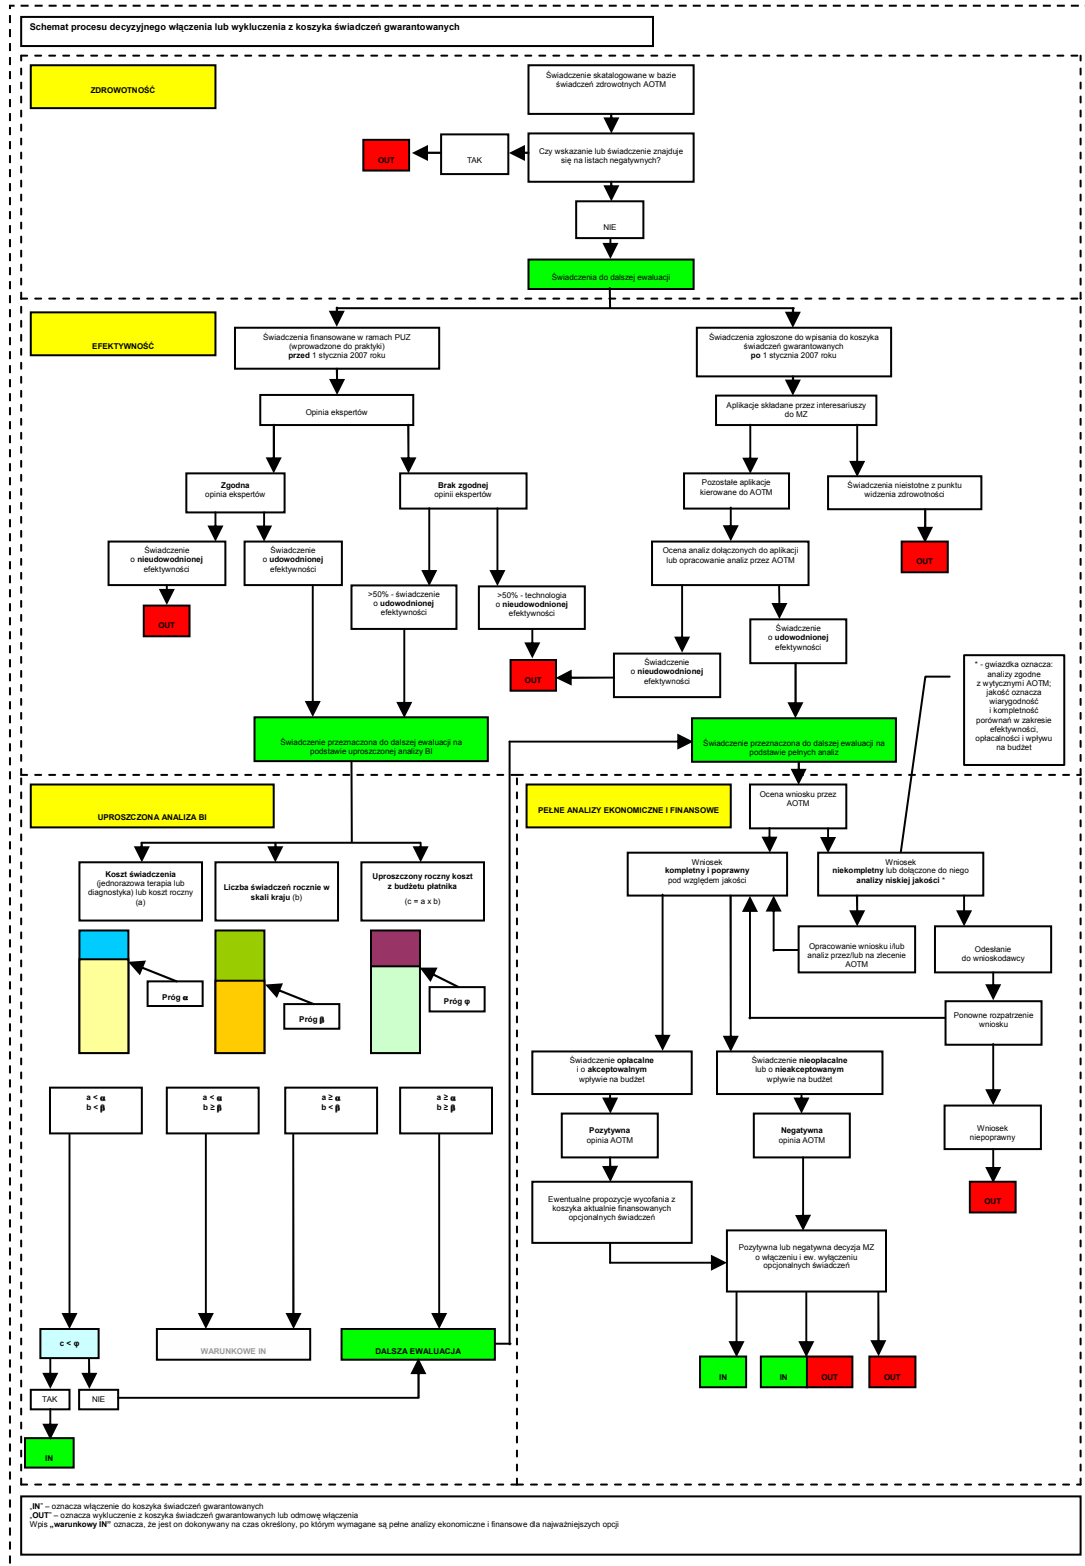 Schemat procesu decyzyjnego włączenia lub wykluczenia z koszyka świadczeń gwarantowanych
ZDROWOTNOŚĆ
Świadczenie skatalogowane w bazie
świadczeń zdrowotnych AOTM
Czy wskazanie lub świadczenie znajduje
się na listach negatywnych?
TAK
OUT
NIE
Świadczenia do dalszej ewaluacji
EFEKTYWNOŚĆ
Świadczenia finansowane w ramach PUZ
(wprowadzone do praktyki)
przed 1 stycznia 2007 roku
Świadczenia zgłoszone do wpisania do koszyka
świadczeń gwarantowanych
po 1 stycznia 2007 roku
Opinia ekspertów
Aplikacje składane przez interesariuszy
do MZ
Zgodna
opinia ekspertów
Brak zgodnej
opinii ekspertów
Pozostałe aplikacje
kierowane do AOTM
Świadczenia nieistotne z punktu
widzenia zdrowotności
OUT
Świadczenie
o nieudowodnionej
efektywności
Świadczenie
o udowodnionej
efektywności
OUT
>50% - świadczenie
o udowodnionej
efektywności
>50% - technologia
o nieudowodnionej
efektywności
OUT
Ocena analiz dołączonych do aplikacji
lub opracowanie analiz przez AOTM
Świadczenie
o nieudowodnionej
efektywności
Świadczenie
o udowodnionej
efektywności
* - gwiazdka oznacza:
analizy zgodne
z wytycznymi AOTM;
jakość oznacza
wiarygodność
i kompletność
porównań w zakresie
efektywności,
opłacalności i wpływu
na budżet
Świadczenie przeznaczona do dalszej ewaluacji na
podstawie uproszczonej analizy BI
Świadczenie przeznaczona do dalszej ewaluacji na
podstawie pełnych analiz
UPROSZCZONA ANALIZA BI
Koszt świadczenia
(jednorazowa terapia lub
diagnostyka) lub koszt roczny
(a)
Liczba świadczeń rocznie w
skali kraju (b)
Uproszczony roczny koszt
z budżetu płatnika
(c = a x b)
Próg α
Próg β
Próg φ
a < α
b < β
a < α
b ≥ β
a ≥ α
b < β
a ≥ α
b ≥ β
c < φ
WARUNKOWE IN
DALSZA EWALUACJA
TAK
NIE
IN
PEŁNE ANALIZY EKONOMICZNE I FINANSOWE
Ocena wniosku przez
AOTM
Wniosek
kompletny i poprawny
pod względem jakości
Wniosek
niekompletny lub dołączone do niego
analizy niskiej jakości *
Opracowanie wniosku i/lub
analiz przez/lub na zlecenie
AOTM
Odesłanie
do wnioskodawcy
Ponowne rozpatrzenie
wniosku
Świadczenie opłacalne
i o akceptowalnym
wpływie na budżet
Świadczenie nieopłacalne
lub o nieakceptowanym
wpływie na budżet
Pozytywna
opinia AOTM
Negatywna
opinia AOTM
Wniosek
niepoprawny
OUT
Ewentualne propozycje wycofania z
koszyka aktualnie finansowanych
opcjonalnych świadczeń
Pozytywna lub negatywna decyzja MZ
o włączeniu i ew. wyłączeniu
opcjonalnych świadczeń
IN
IN
OUT
OUT
„IN” – oznacza włączenie do koszyka świadczeń gwarantowanych
„OUT” – oznacza wykluczenie z koszyka świadczeń gwarantowanych lub odmowę włączenia
Wpis „warunkowy IN” oznacza, że jest on dokonywany na czas określony, po którym wymagane są pełne analizy ekonomiczne i finansowe dla najważniejszych opcji